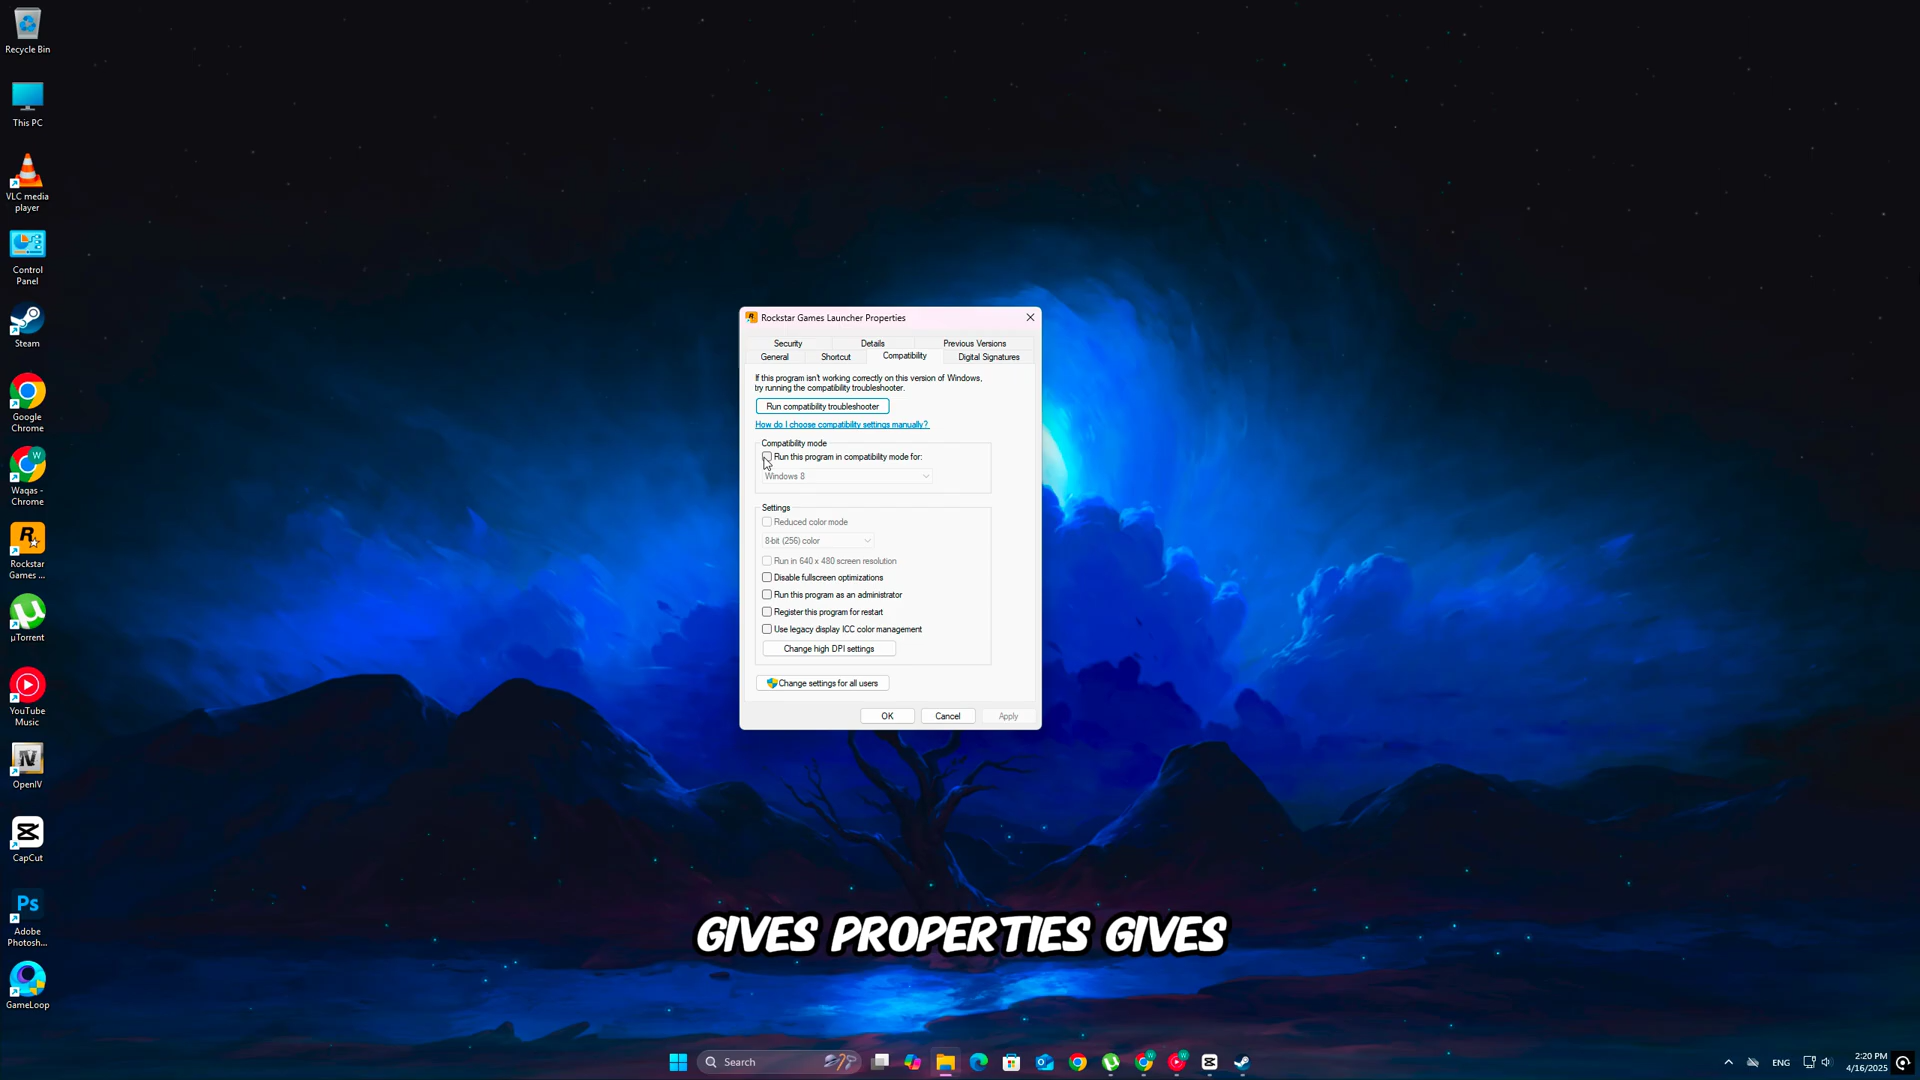 Recycle Bin
This PC
VLC media
player
Control
Panel
Steam
Google
Chrome
W
Waqas -
Chrome
R
Rockstar
Games ...
µTorrent
YouTube
Music
IV
OpenIV
CapCut
Ps
Adobe
Photosh...
GameLoop
Rockstar Games Launcher Properties
Security
Details
Previous Versions
General
Shortcut
Compatibility
Digital Signatures
If this program isn't working correctly on this version of Windows,
try running the compatibility troubleshooter.
Run compatibility troubleshooter
How do I choose compatibility settings manually?
Compatibility mode
Run this program in compatibility mode for:
Windows 8
Settings
Reduced color mode
8-bit (256) color
Run in 640 x 480 screen resolution
Disable fullscreen optimizations
Run this program as an administrator
Register this program for restart
Use legacy display ICC color management
Change high DPI settings
Change settings for all users
OK
Cancel
Apply
GIVES PROPERTIES GIVES
Search
ENG
2:20 PM
4/16/2025